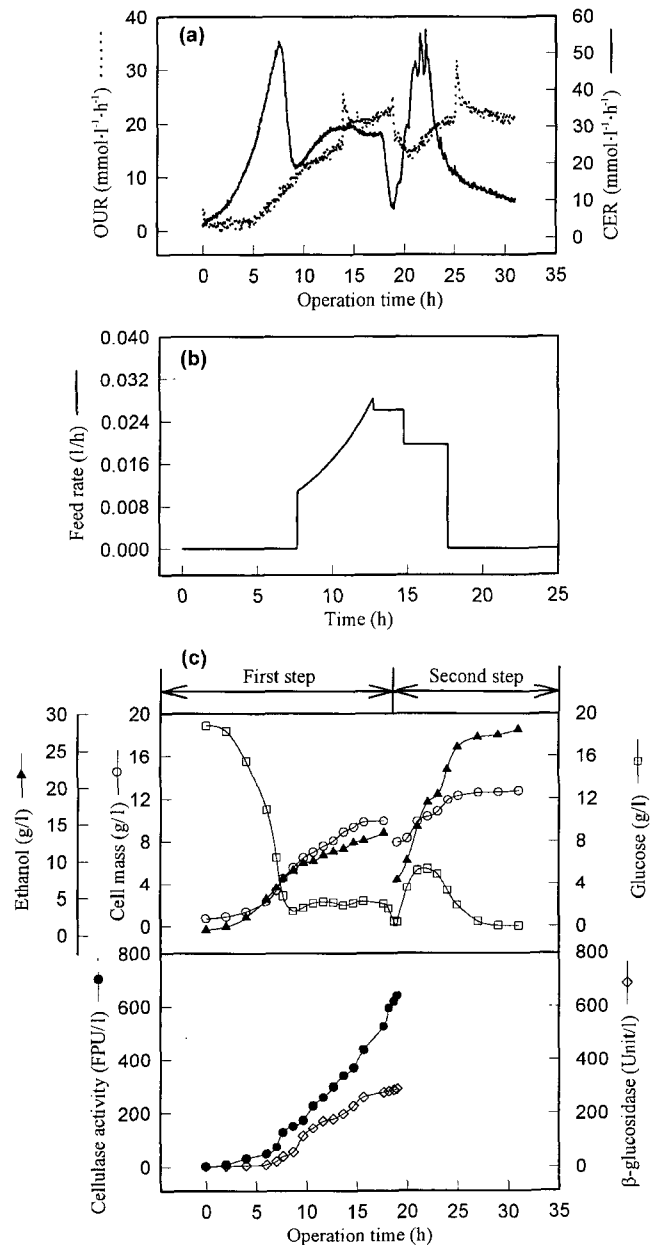 (a)
OUR (mmol·l⁻¹·h⁻¹)
40
30
20
10
0
60
50
40
30
20
10
0
CER (mmol·l⁻¹·h⁻¹)
0 5 10 15 20 25 30 35
Operation time (h)
(b)
Feed rate (l/h)
0.040
0.032
0.024
0.016
0.008
0.000
0 5 10 15 20 25
Time (h)
(c)
First step
Second step
Ethanol (g/l)
30
25
20
15
10
5
0
Cell mass (g/l)
20
16
12
8
4
0
20
16
12
8
4
0
Glucose (g/l)
Cellulase activity (FPU/l)
800
600
400
200
0
800
600
400
200
0
β-glucosidase (Unit/l)
0 5 10 15 20 25 30 35
Operation time (h)